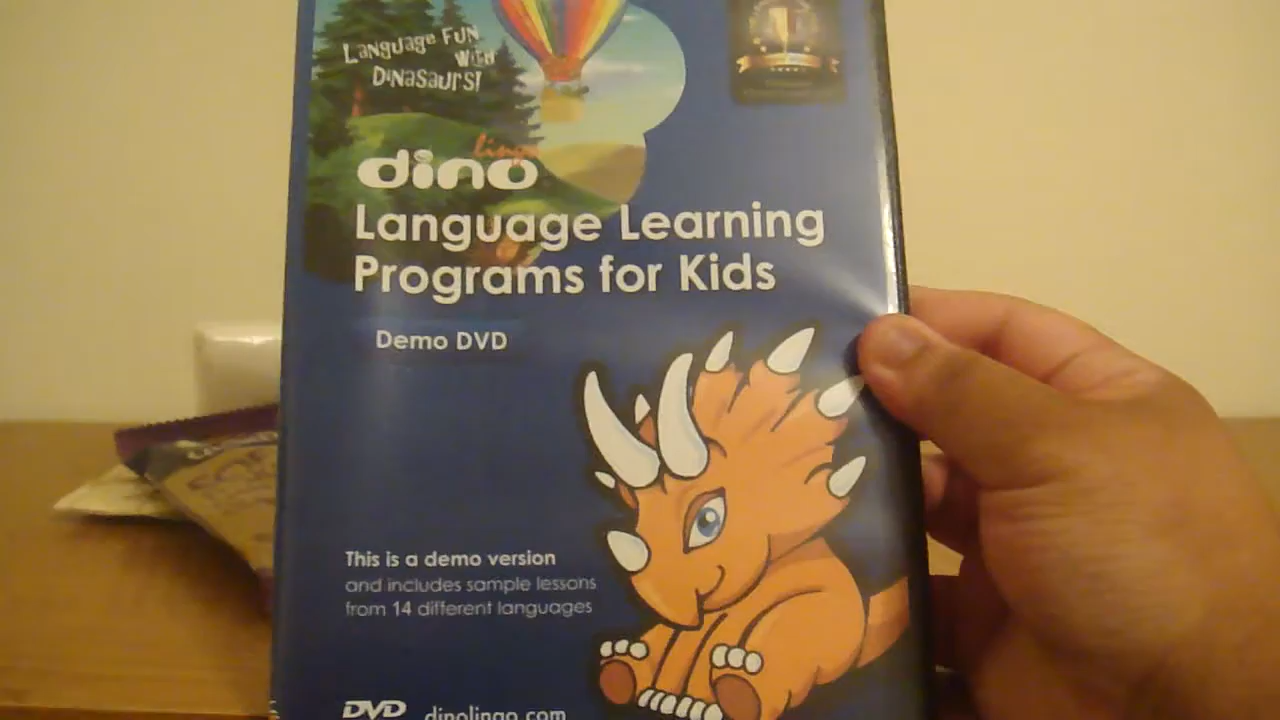 Language Fun
with
Dinasaurs!
lingo
dino
Language Learning
Programs for Kids
Demo DVD
This is a demo version
and includes sample lessons
from 14 different languages
DVD dinolingo.com